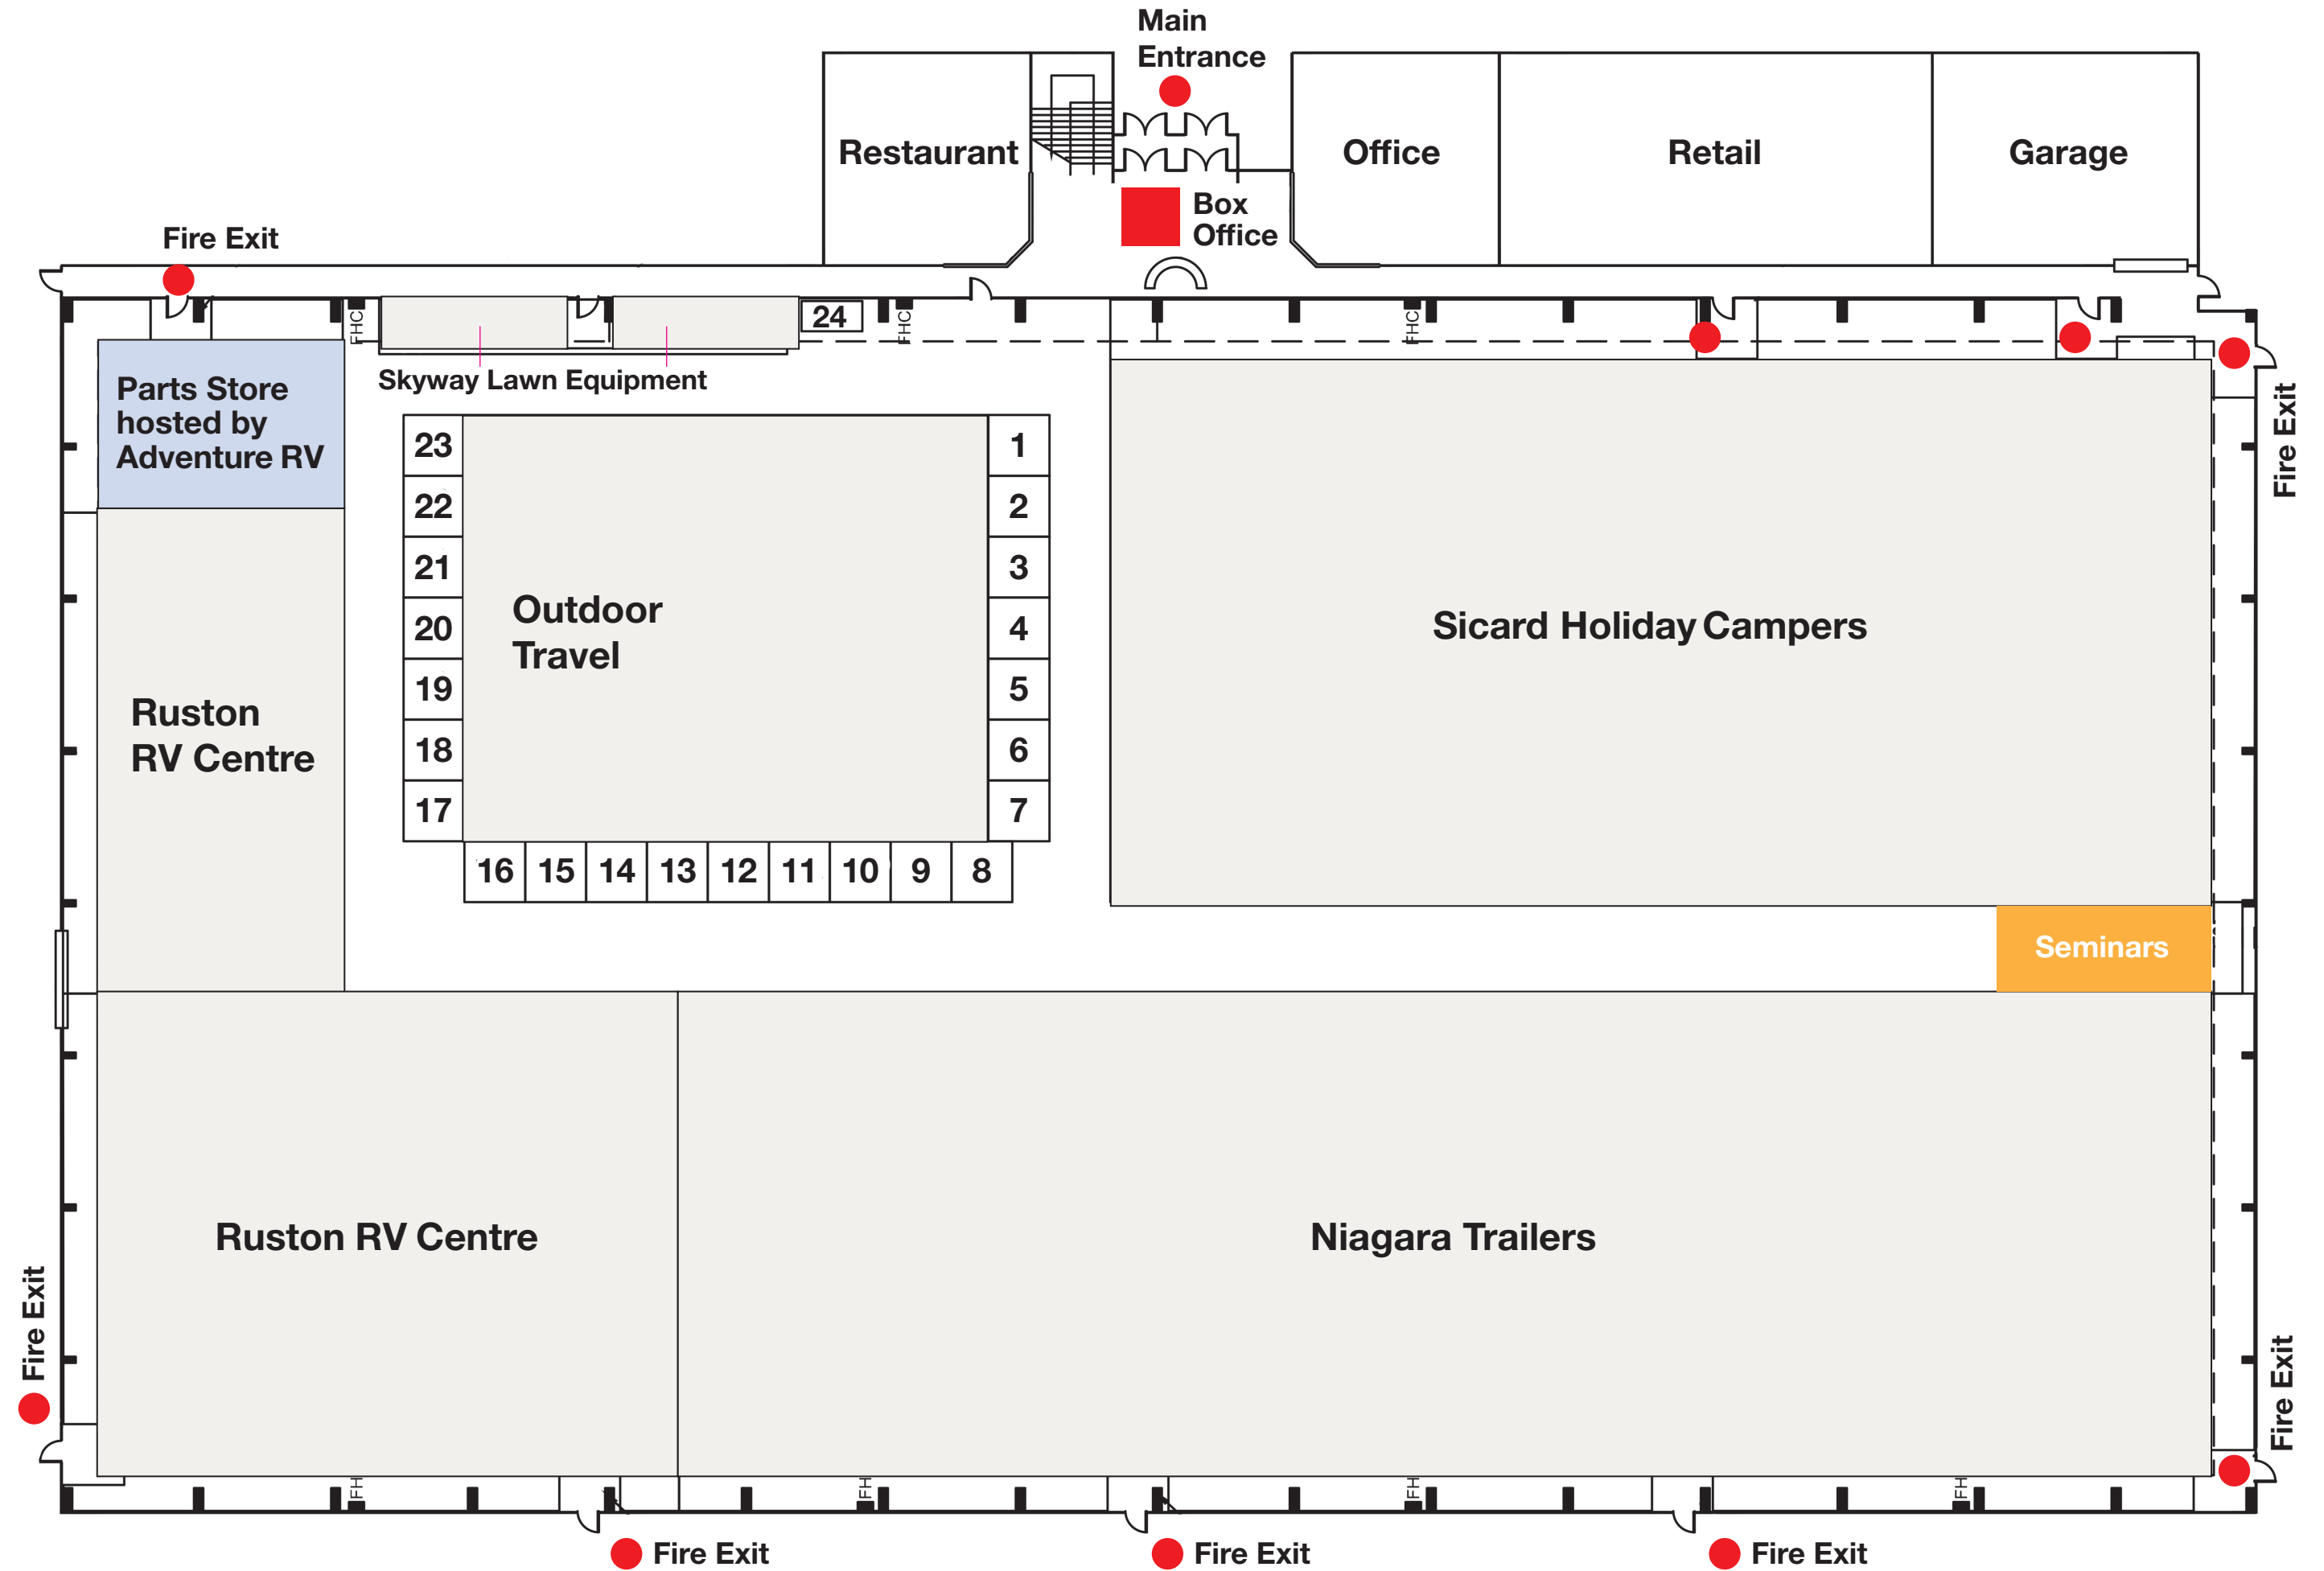 Main
Entrance
Restaurant
Office
Retail
Garage
Box
Office
Fire Exit
FHC
24
FHC
FHC
Skyway Lawn Equipment
Parts Store
hosted by
Adventure RV
Fire Exit
23
22
21
20
19
18
17
Outdoor
Travel
1
2
3
4
5
6
7
16 15 14 13 12 11 10 9 8
Sicard Holiday Campers
Ruston
RV Centre
Seminars
Ruston RV Centre
Niagara Trailers
Fire Exit
Fire Exit
FH
FH
FH
FH
Fire Exit
Fire Exit
Fire Exit